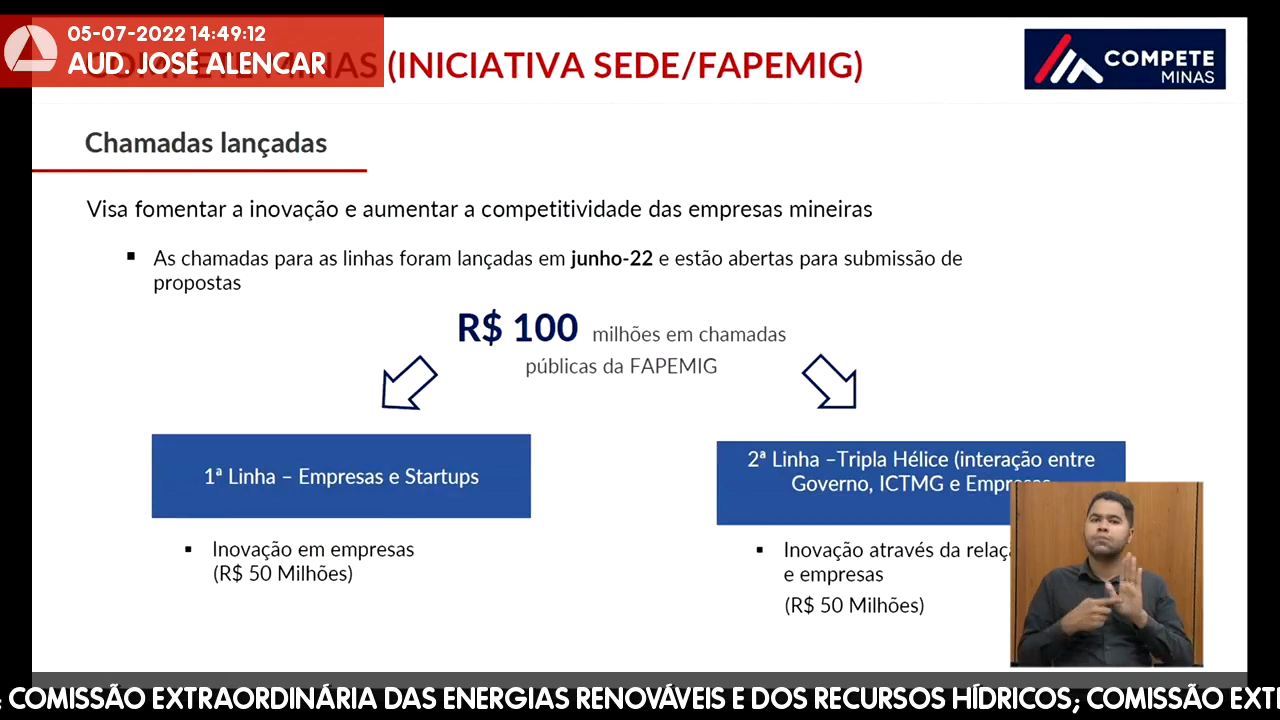 05-07-2022 14:49:12
AUD. JOSÉ ALENCAR
MINAS (INICIATIVA SEDE/FAPEMIG)
COMPETE
MINAS
Chamadas lançadas
Visa fomentar a inovação e aumentar a competitividade das empresas mineiras
▪ As chamadas para as linhas foram lançadas em junho-22 e estão abertas para submissão de
propostas
R$ 100 milhões em chamadas
públicas da FAPEMIG
1ª Linha – Empresas e Startups
▪ Inovação em empresas
(R$ 50 Milhões)
2ª Linha –Tripla Hélice (interação entre
Governo, ICTMG e Empresas
▪ Inovação através da
e empresas
(R$ 50 Milhões)
; COMISSÃO EXTRAORDINÁRIA DAS ENERGIAS RENOVÁVEIS E DOS RECURSOS HÍDRICOS; COMISSÃO